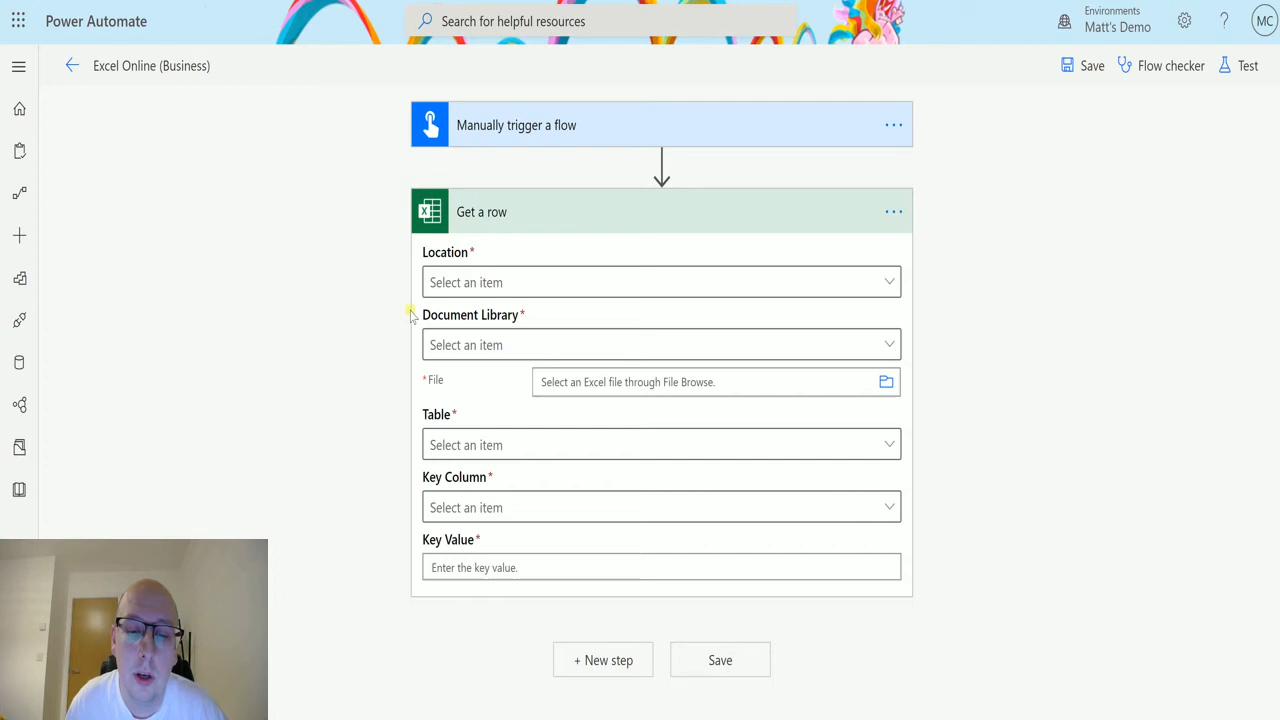 Power Automate
Search for helpful resources
Environments
Matt's Demo
MC
Excel Online (Business)
Save
Flow checker
Test
Manually trigger a flow
Get a row
Location*
Select an item
Document Library*
Select an item
*File
Select an Excel file through File Browse.
Table*
Select an item
Key Column*
Select an item
Key Value*
Enter the key value.
+ New step
Save